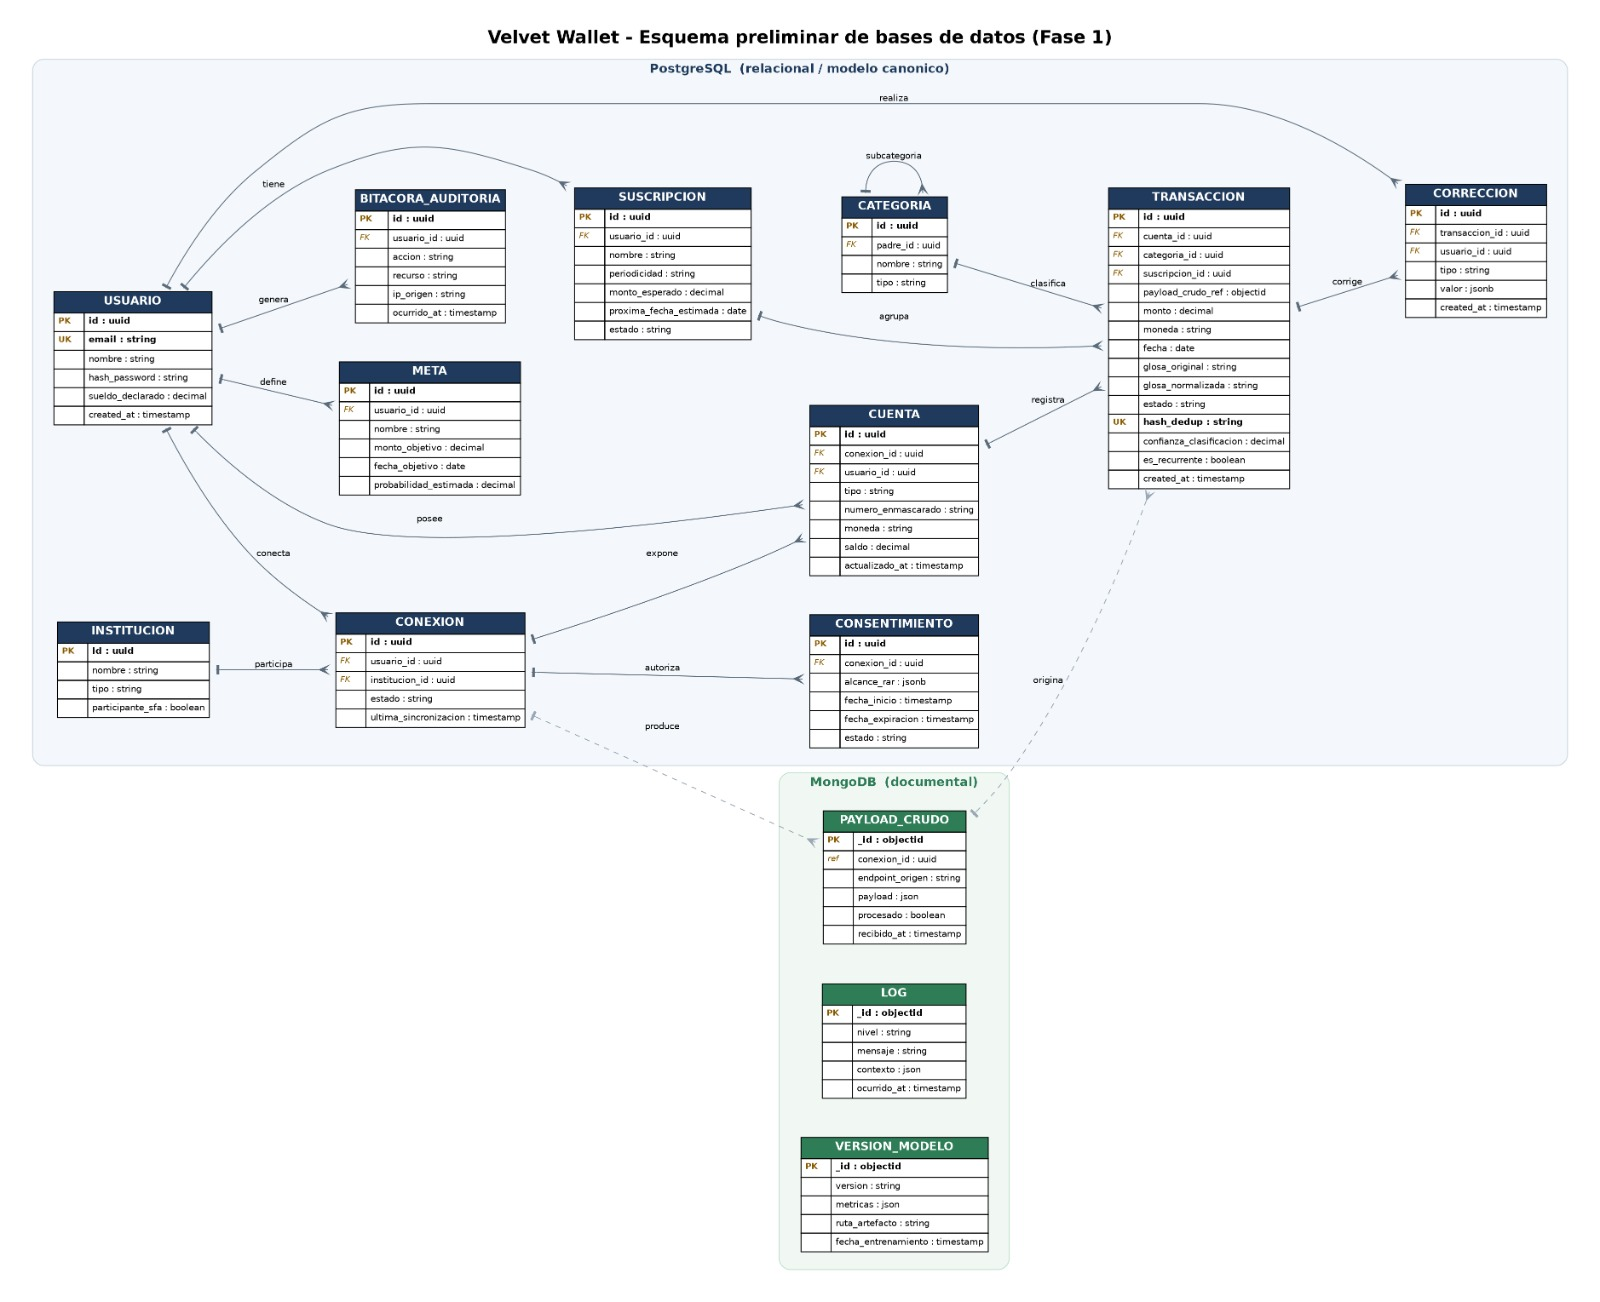 Velvet Wallet - Esquema preliminar de bases de datos (Fase 1)
PostgreSQL (relacional / modelo canonico)
realiza
tiene
subcategoria
genera
clasifica
agrupa
corrige
define
registra
posee
conecta
expone
participa
autoriza
origina
produce
USUARIO
PK id : uuid
UK email : string
nombre : string
hash_password : string
sueldo_declarado : decimal
created_at : timestamp
BITACORA_AUDITORIA
PK id : uuid
FK usuario_id : uuid
accion : string
recurso : string
ip_origen : string
ocurrido_at : timestamp
SUSCRIPCION
PK id : uuid
FK usuario_id : uuid
nombre : string
periodicidad : string
monto_esperado : decimal
proxima_fecha_estimada : date
estado : string
CATEGORIA
PK id : uuid
FK padre_id : uuid
nombre : string
tipo : string
TRANSACCION
PK id : uuid
FK cuenta_id : uuid
FK categoria_id : uuid
FK suscripcion_id : uuid
payload_crudo_ref : objectid
monto : decimal
moneda : string
fecha : date
glosa_original : string
glosa_normalizada : string
estado : string
UK hash_dedup : string
confianza_clasificacion : decimal
es_recurrente : boolean
created_at : timestamp
CORRECCION
PK id : uuid
FK transaccion_id : uuid
FK usuario_id : uuid
tipo : string
valor : jsonb
created_at : timestamp
META
PK id : uuid
FK usuario_id : uuid
nombre : string
monto_objetivo : decimal
fecha_objetivo : date
probabilidad_estimada : decimal
CUENTA
PK id : uuid
FK conexion_id : uuid
FK usuario_id : uuid
tipo : string
numero_enmascarado : string
moneda : string
saldo : decimal
actualizado_at : timestamp
INSTITUCION
PK id : uuid
nombre : string
tipo : string
participante_sfa : boolean
CONEXION
PK id : uuid
FK usuario_id : uuid
FK institucion_id : uuid
estado : string
ultima_sincronizacion : timestamp
CONSENTIMIENTO
PK id : uuid
FK conexion_id : uuid
alcance_rar : jsonb
fecha_inicio : timestamp
fecha_expiracion : timestamp
estado : string
MongoDB (documental)
PAYLOAD_CRUDO
PK _id : objectid
ref conexion_id : uuid
endpoint_origen : string
payload : json
procesado : boolean
recibido_at : timestamp
LOG
PK _id : objectid
nivel : string
mensaje : string
contexto : json
ocurrido_at : timestamp
VERSION_MODELO
PK _id : objectid
version : string
metricas : json
ruta_artefacto : string
fecha_entrenamiento : timestamp